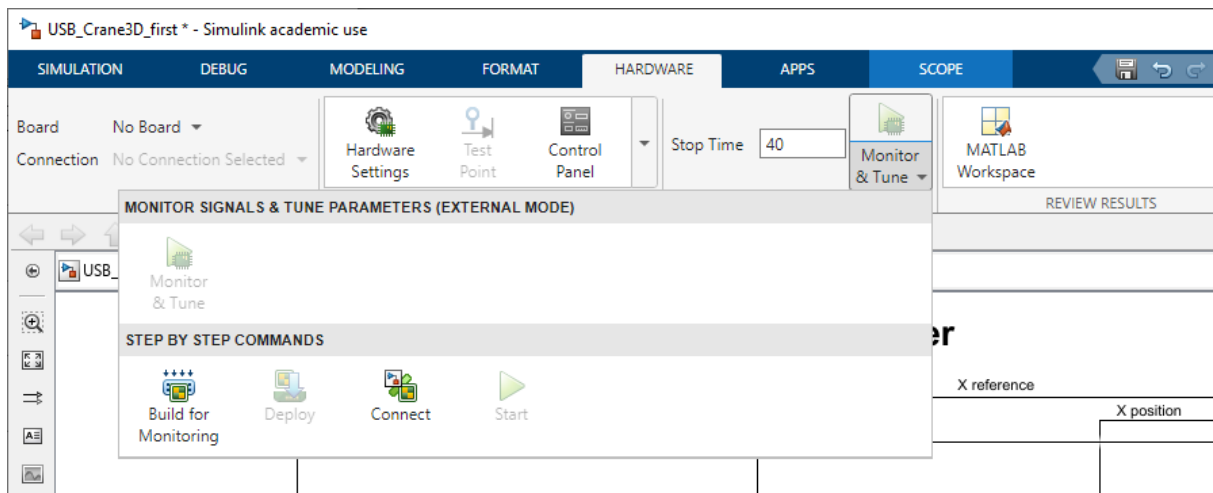 USB_Crane3D_first * - Simulink academic use
SIMULATION DEBUG MODELING FORMAT HARDWARE APPS SCOPE
Board No Board
Connection No Connection Selected
Hardware
Settings
Test
Point
Control
Panel
Stop Time 40
Monitor
& Tune
MATLAB
Workspace
REVIEW RESULTS
MONITOR SIGNALS & TUNE PARAMETERS (EXTERNAL MODE)
Monitor
& Tune
STEP BY STEP COMMANDS
Build for
Monitoring
Deploy
Connect
Start
USB_
er
X reference
X position